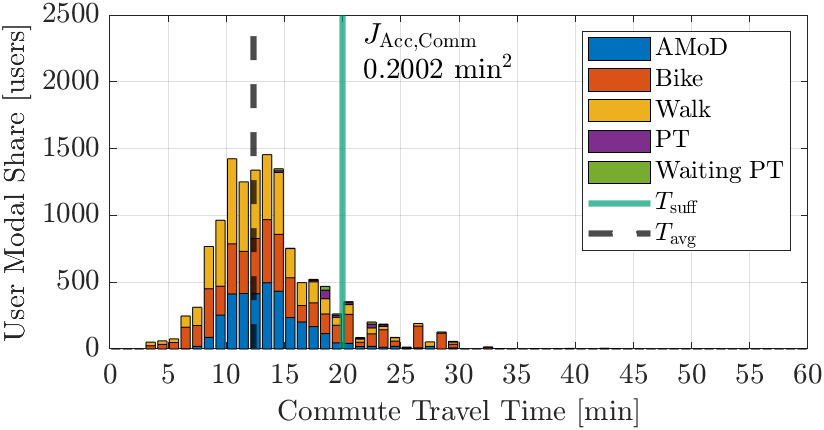 2500
2000
1500
1000
500
0
User Modal Share [users]
J_Acc,Comm
0.2002 min²
AMoD
Bike
Walk
PT
Waiting PT
T_suff
T_avg
0 5 10 15 20 25 30 35 40 45 50 55 60
Commute Travel Time [min]